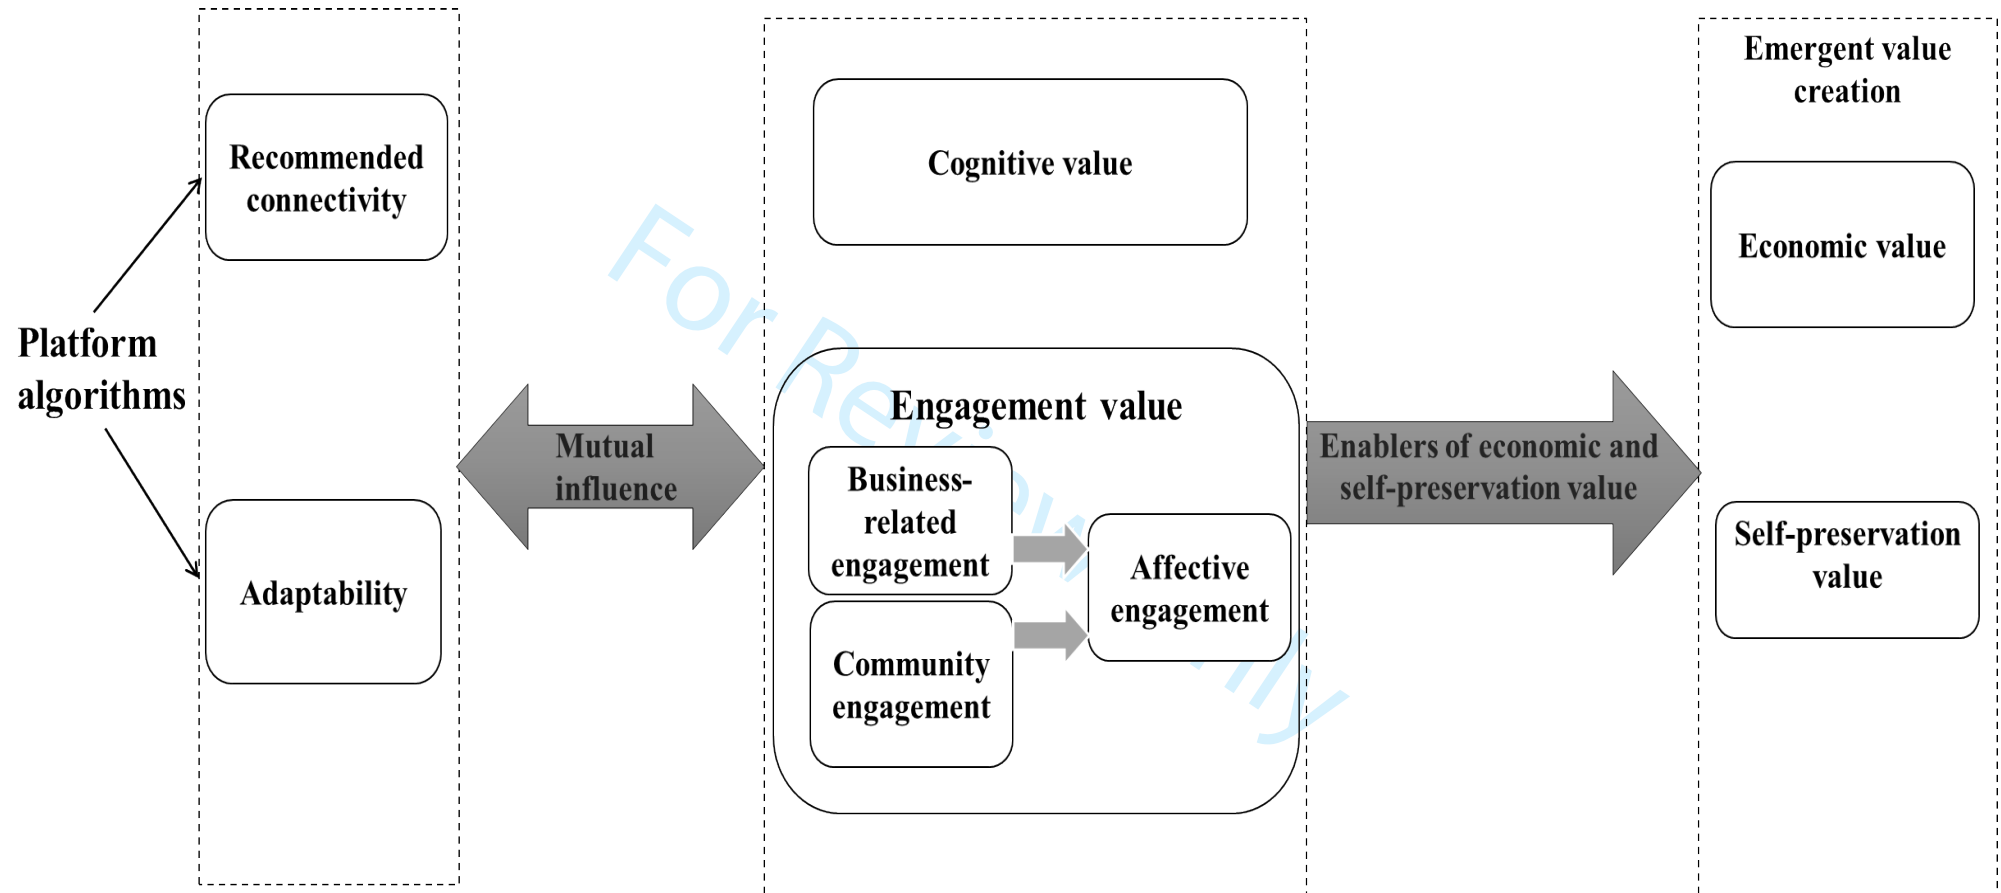 Platform
algorithms
Recommended
connectivity
Adaptability
Mutual
influence
Cognitive value
Engagement value
Business-
related
engagement
Community
engagement
Affective
engagement
Enablers of economic and
self-preservation value
Emergent value
creation
Economic value
Self-preservation
value
For Review Only